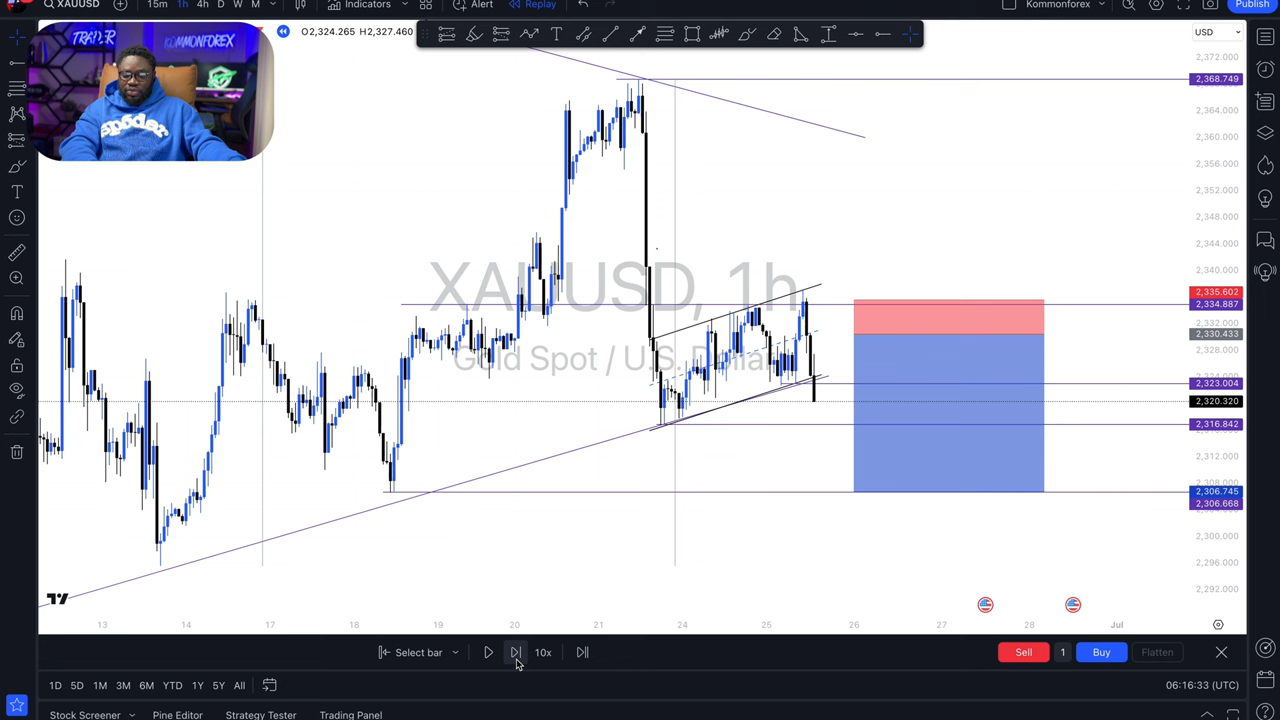 XAUUSD
15m 1h 4h D W M
Indicators
Alert
Replay
Kommonforex
Publish
TRADER
KOMMONFOREX
O2,324.265 H2,327.460
USD
2,372.000
2,368.749
2,364.000
2,360.000
2,356.000
2,352.000
2,348.000
2,344.000
2,340.000
2,335.602
2,334.887
2,332.000
2,330.433
2,328.000
2,323.004
2,320.320
2,316.842
2,312.000
2,306.745
2,306.668
2,300.000
2,296.000
2,292.000
XAUUSD, 1h
Gold Spot / U.S. Dollar
13 14 17 18 19 20 21 24 25 26 27 28 Jul
Select bar
10x
Sell 1 Buy Flatten
1D 5D 1M 3M 6M YTD 1Y 5Y All
06:16:33 (UTC)
Stock Screener Pine Editor Strategy Tester Trading Panel